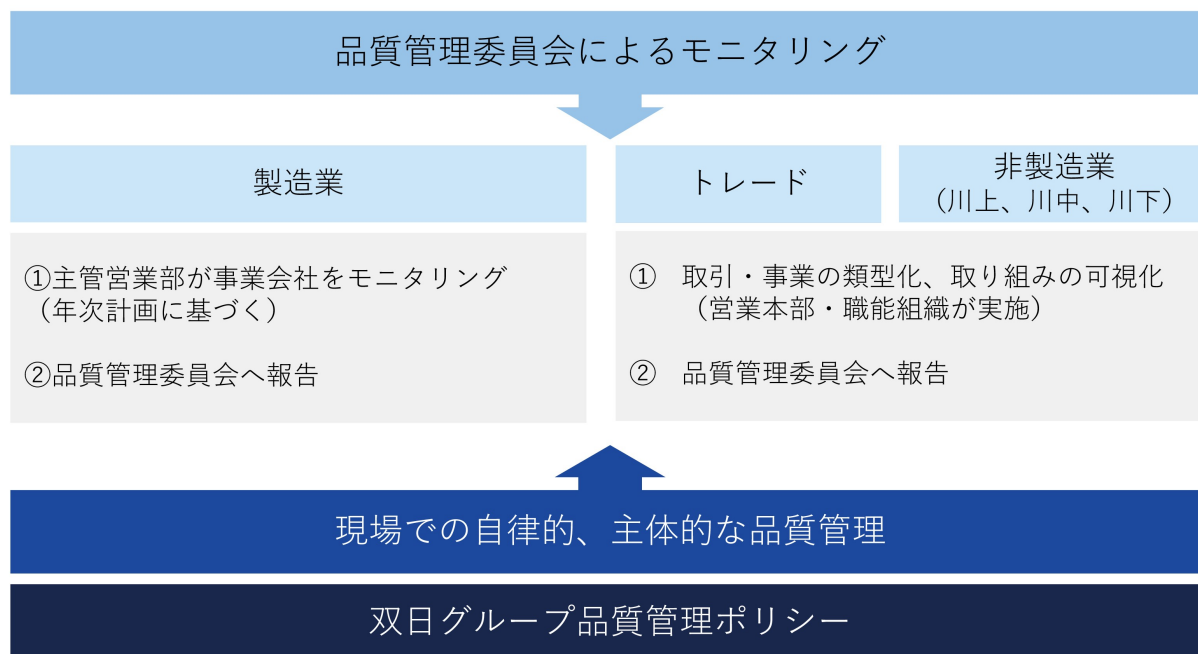 品質管理委員会によるモニタリング
製造業
①主管営業部が事業会社をモニタリング
（年次計画に基づく）
②品質管理委員会へ報告
トレード
非製造業
（川上、川中、川下）
①　取引・事業の類型化、取り組みの可視化
（営業本部・職能組織が実施）
②　品質管理委員会へ報告
現場での自律的、主体的な品質管理
双日グループ品質管理ポリシー